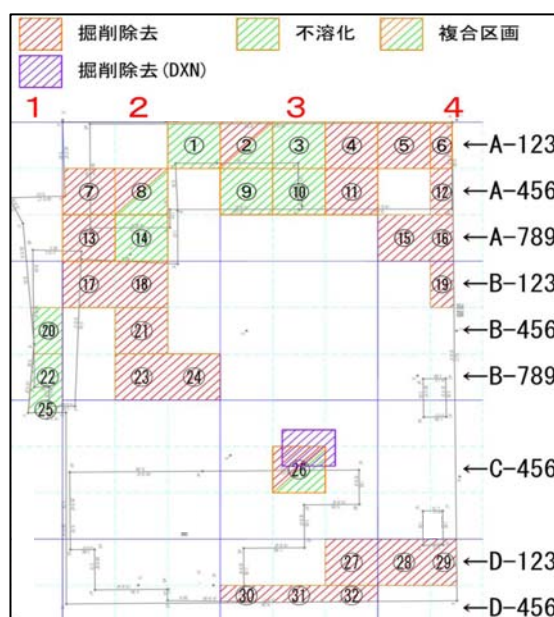 掘削除去 不溶化 複合区画
掘削除去(DXN)
1 2 3 4
① ② ③ ④ ⑤ ⑥ ←A-123
⑦ ⑧ ⑨ ⑩ ⑪ ⑫ ←A-456
⑬ ⑭ ⑮ ⑯ ←A-789
⑰ ⑱ ⑲ ←B-123
⑳ ㉑ ←B-456
㉒ ㉓ ㉔ ←B-789
㉕
㉖ ←C-456
㉗ ㉘ ㉙ ←D-123
㉚ ㉛ ㉜ ←D-456